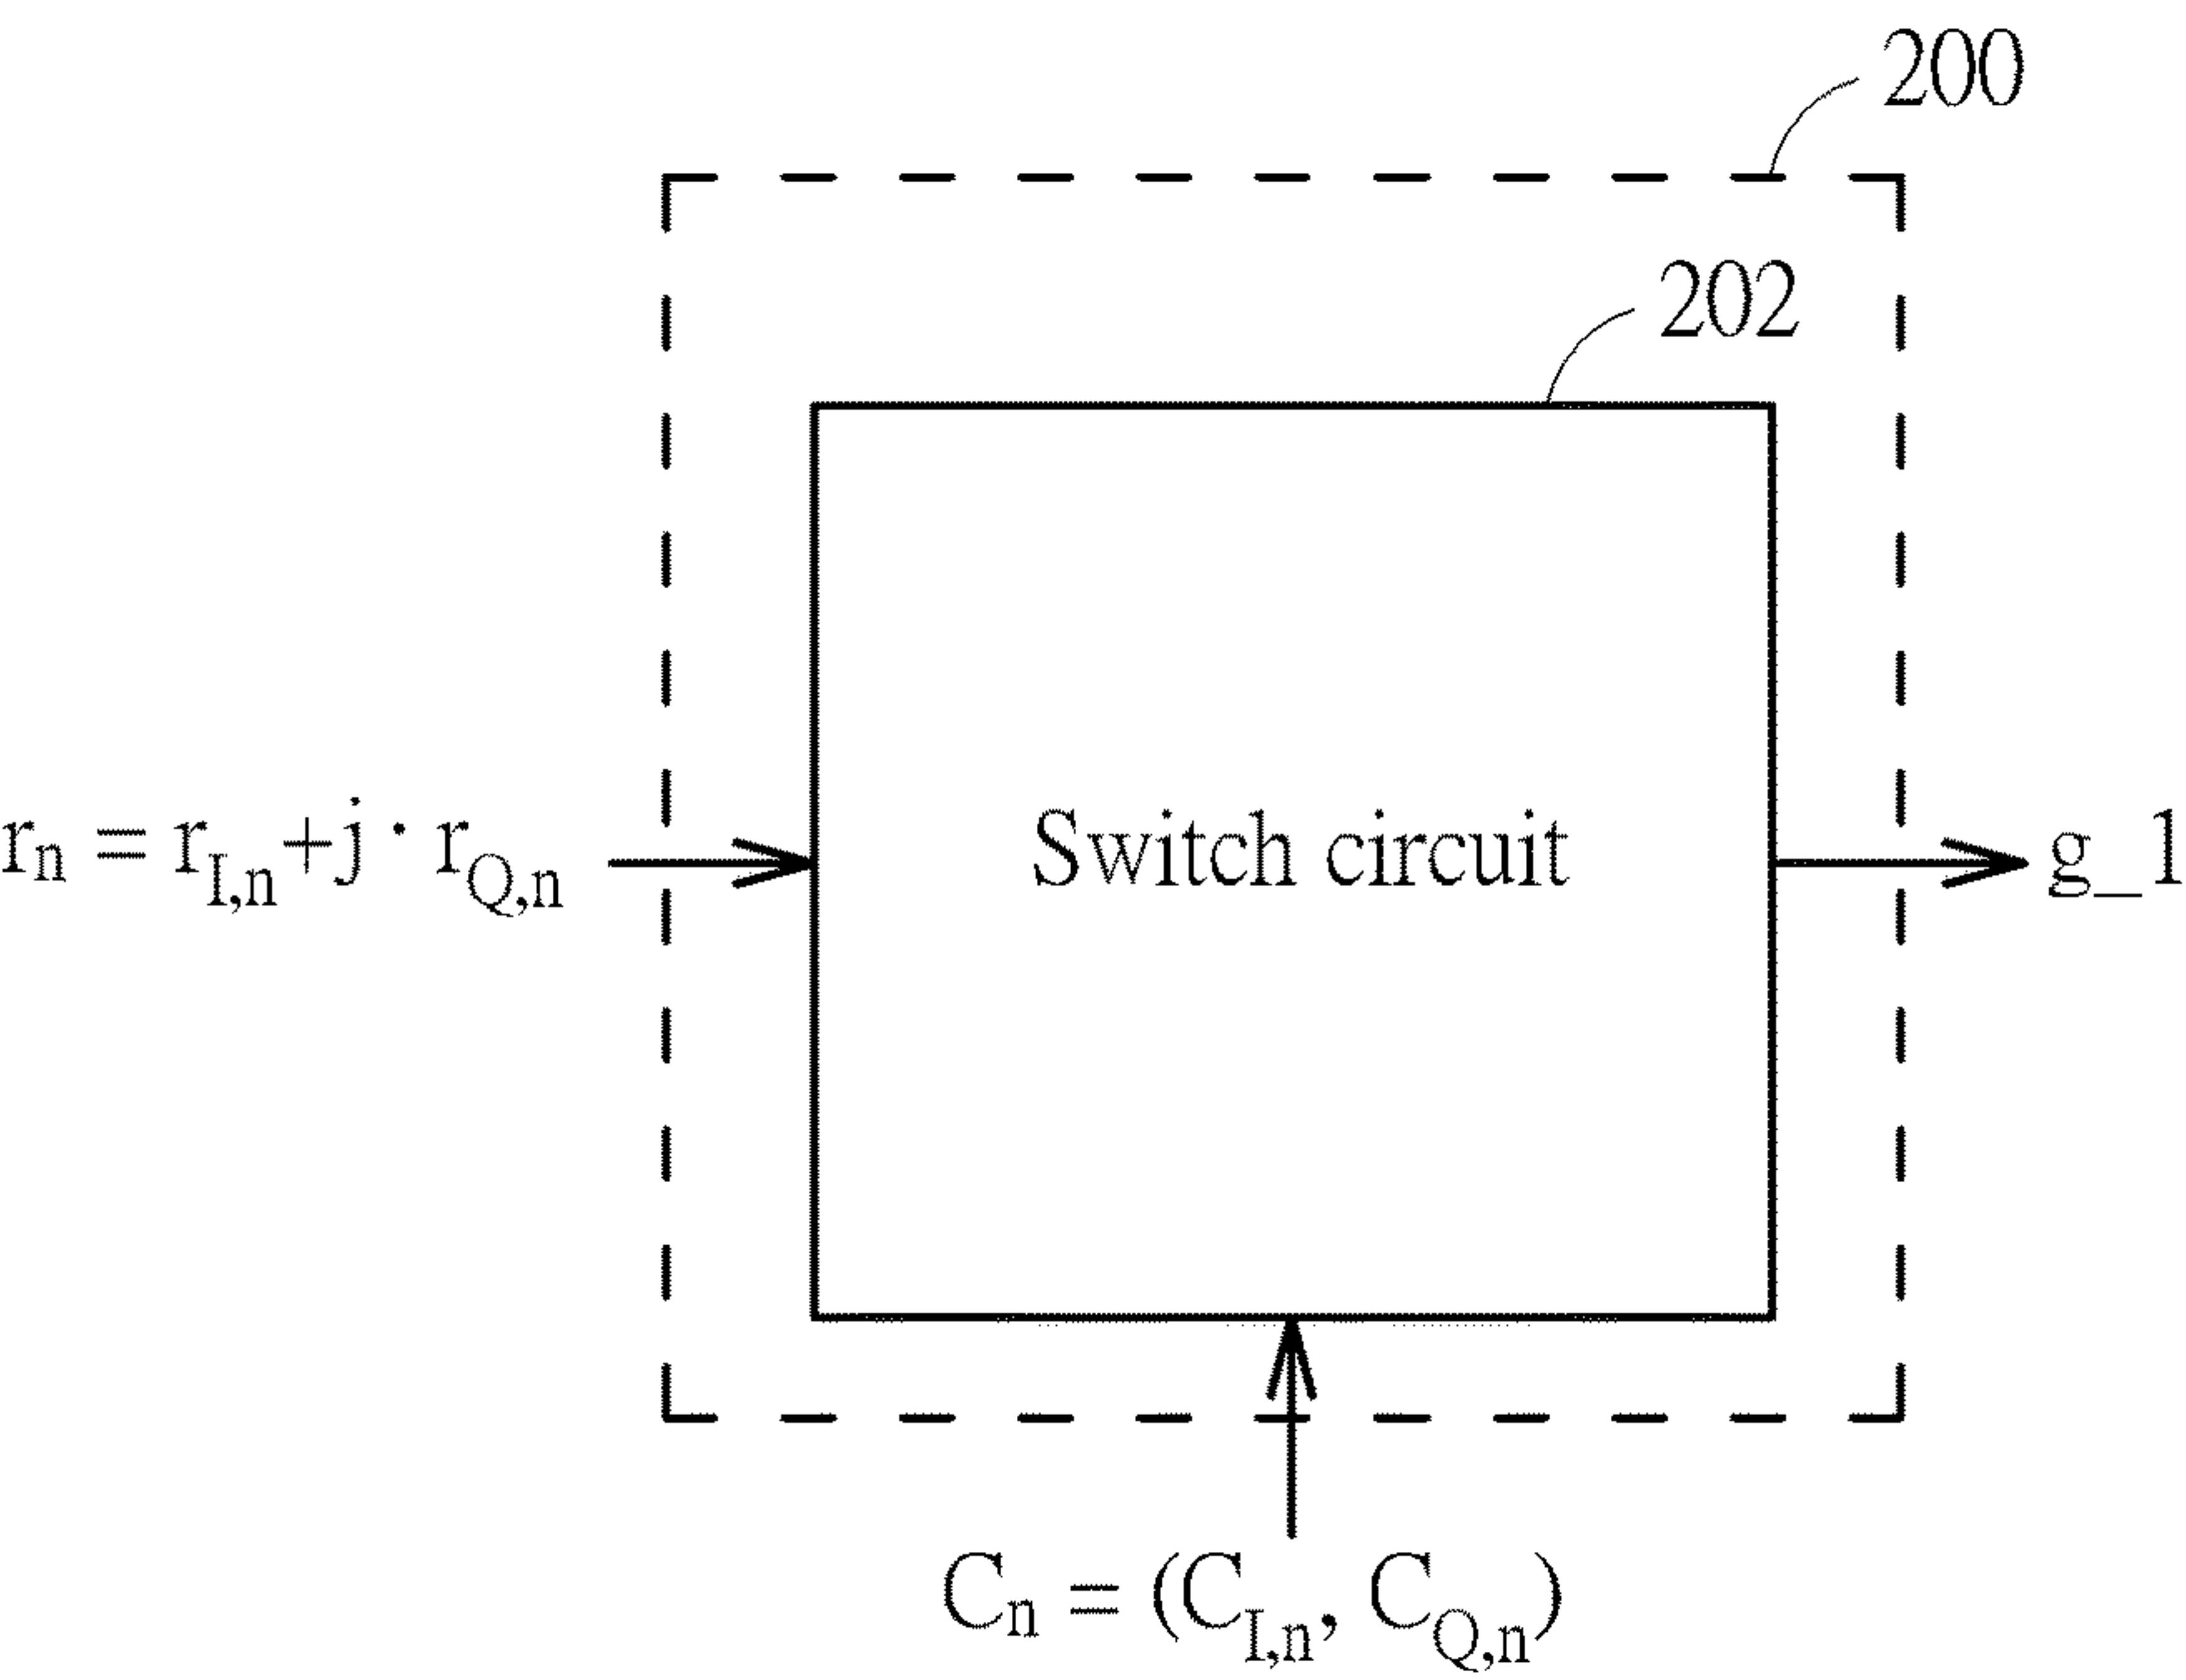 200
202
rn = rI,n+j· rQ,n
Switch circuit
g_1
Cn = (CI,n, CQ,n)